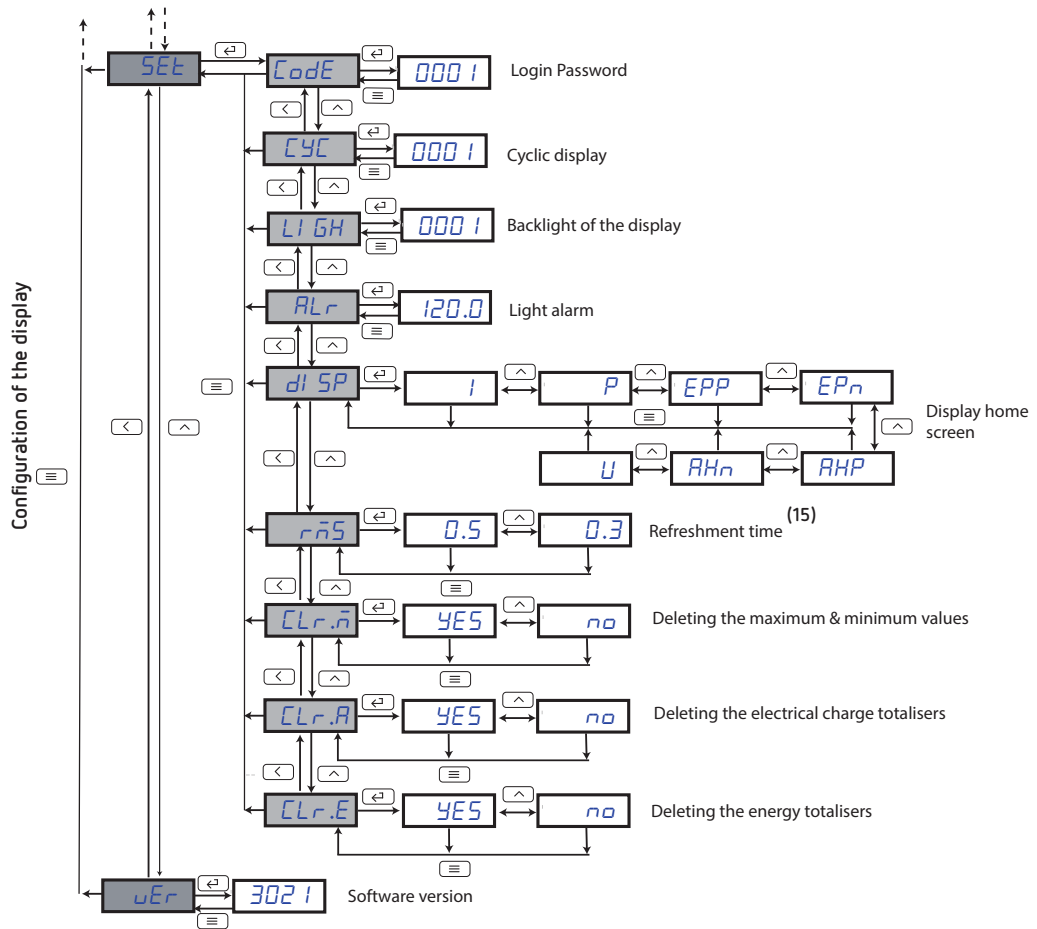 Configuration of the display
SEt
CodE
0001
Login Password
CYC
0001
Cyclic display
LIGH
0001
Backlight of the display
ALr
120.0
Light alarm
dISP
I
P
EPP
EPn
Display home
screen
U
AHn
AHP
(15)
rn̄S
0.5
0.3
Refreshment time
CLr.n̄
YES
no
Deleting the maximum & minimum values
CLr.A
YES
no
Deleting the electrical charge totalisers
CLr.E
YES
no
Deleting the energy totalisers
uEr
3021
Software version